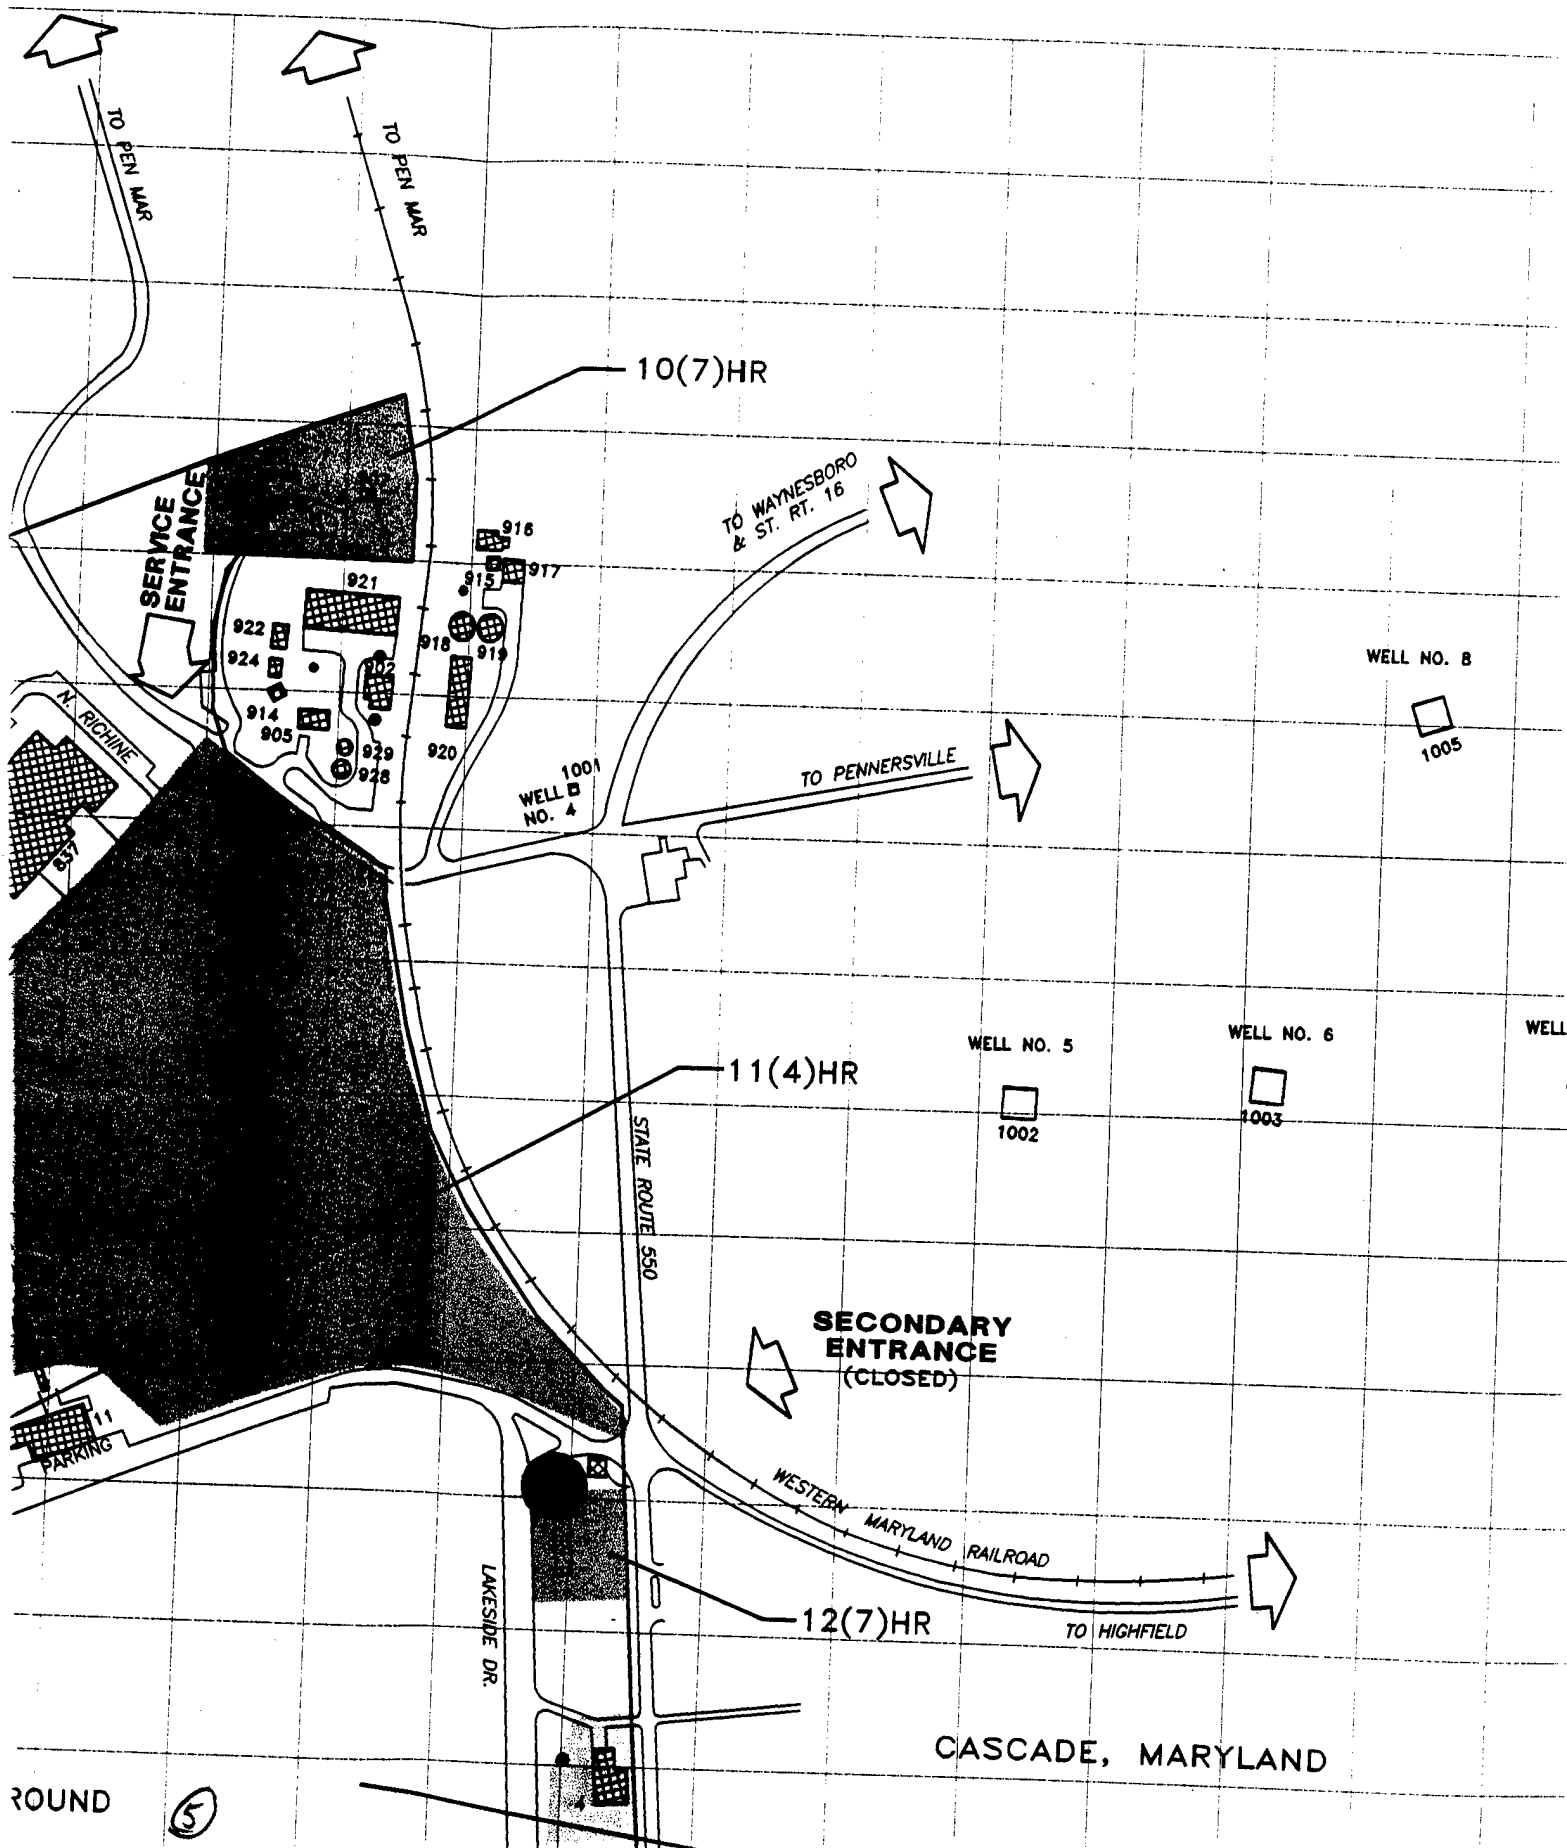 TO PEN MAR
TO PEN MAR
10(7)HR
SERVICE
ENTRANCE
TO WAYNESBORO
& ST. RT. 16
916
917
915
921
922
924
918
919
902
914
905
929
928
920
WELL NO. 8
1005
N. RICHINE
837
1001
WELL
NO. 4
TO PENNERSVILLE
11(4)HR
WELL NO. 5
1002
WELL NO. 6
1003
WELL
STATE ROUTE 550
SECONDARY
ENTRANCE
(CLOSED)
11
PARKING
WESTERN MARYLAND RAILROAD
TO HIGHFIELD
LAKESIDE DR.
12(7)HR
4
CASCADE, MARYLAND
ROUND
5